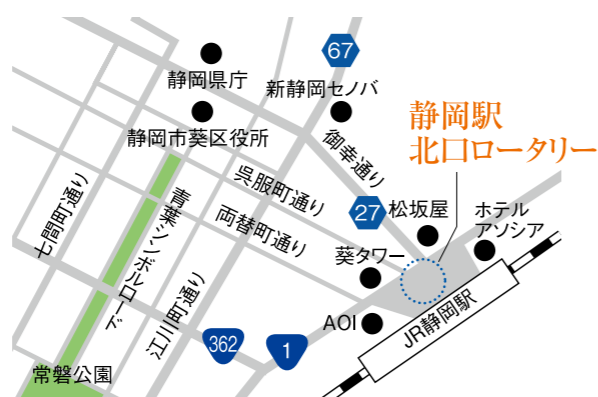 67
静岡県庁
新静岡セノバ
静岡市葵区役所
静岡駅
北口ロータリー
御幸通り
呉服町通り
27
松坂屋
ホテル
アソシア
七間町通り
青葉シンボルロード
両替町通り
葵タワー
江川町通り
AOI
JR静岡駅
362
1
常磐公園